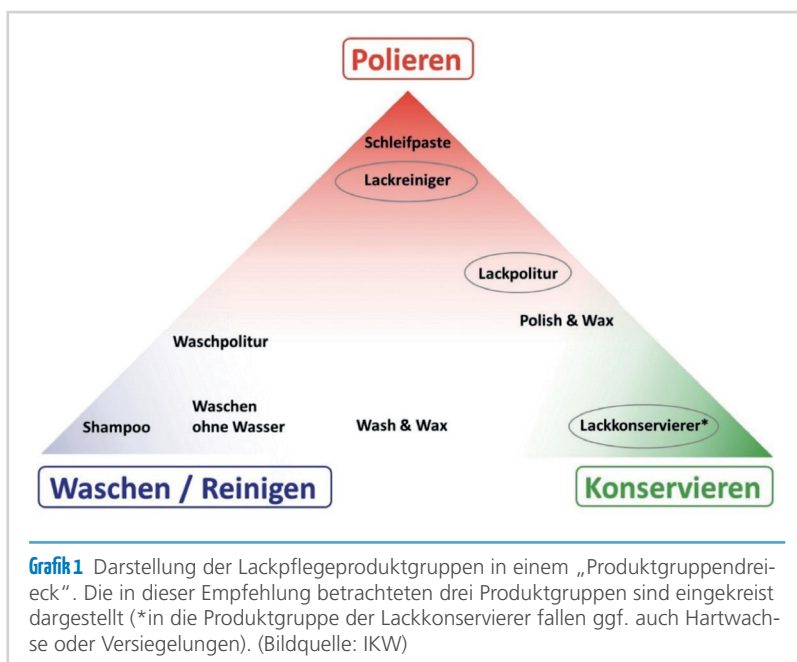 Polieren
Schleifpaste
Lackreiniger
Lackpolitur
Polish & Wax
Waschpolitur
Waschen
ohne Wasser
Shampoo
Wash & Wax
Lackkonservierer*
Waschen / Reinigen
Konservieren
Grafik 1 Darstellung der Lackpflegeproduktgruppen in einem „Produktgruppendrei-
eck“. Die in dieser Empfehlung betrachteten drei Produktgruppen sind eingekreist
dargestellt (*in die Produktgruppe der Lackkonservierer fallen ggf. auch Hartwach-
se oder Versiegelungen). (Bildquelle: IKW)